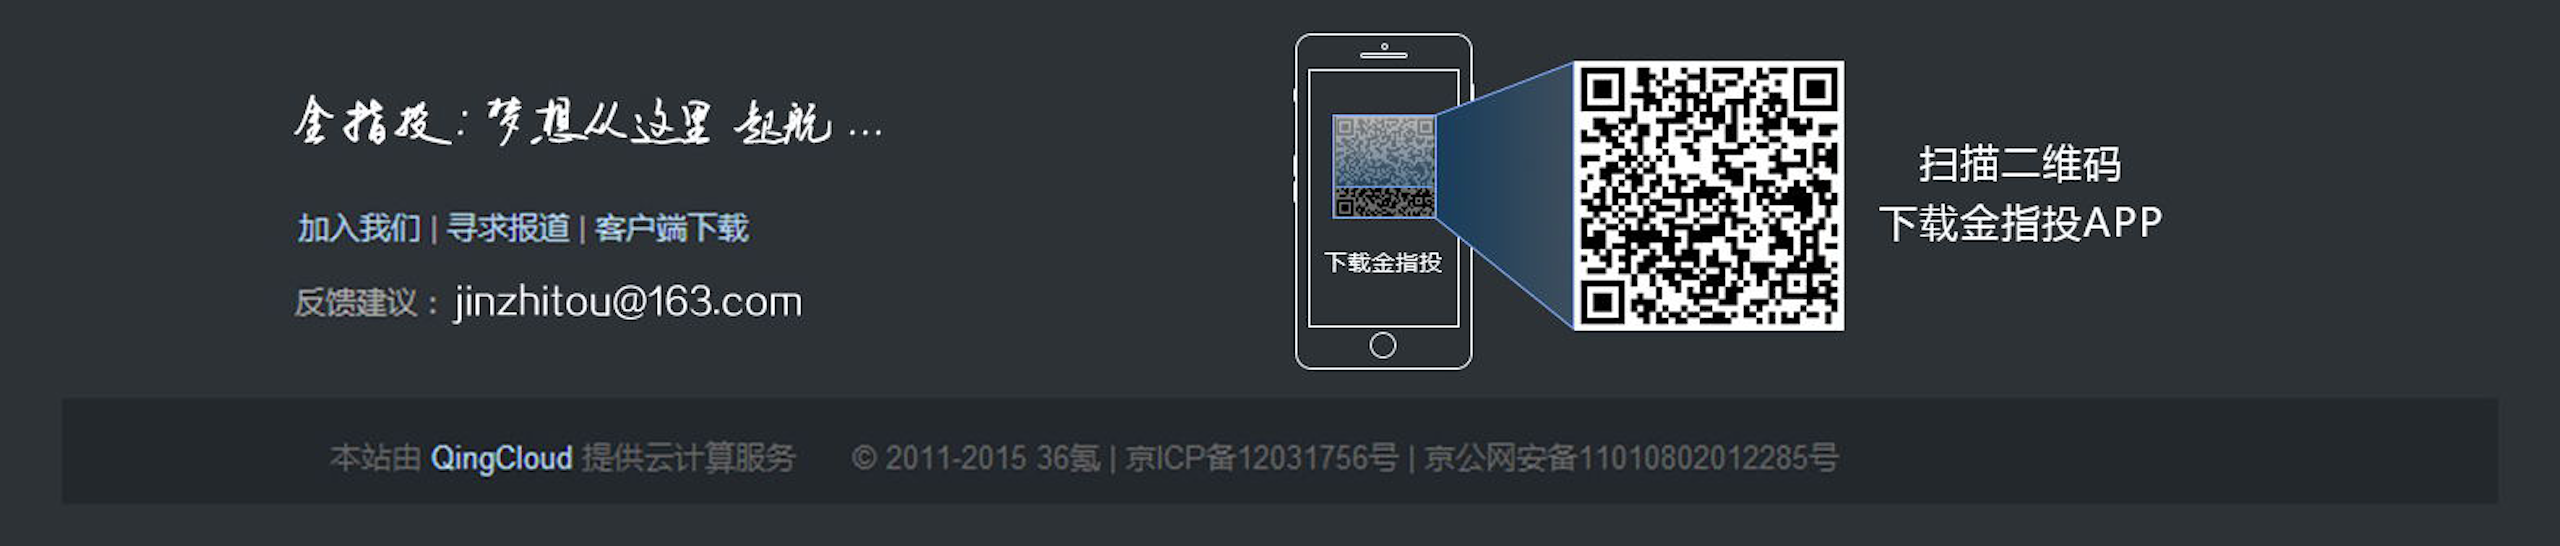 金指投：梦想从这里 起航 ...
加入我们 | 寻求报道 | 客户端下载
反馈建议： jinzhitou@163.com
下载金指投
扫描二维码
下载金指投APP
本站由 QingCloud 提供云计算服务 © 2011-2015 36氪 | 京ICP备12031756号 | 京公网安备11010802012285号